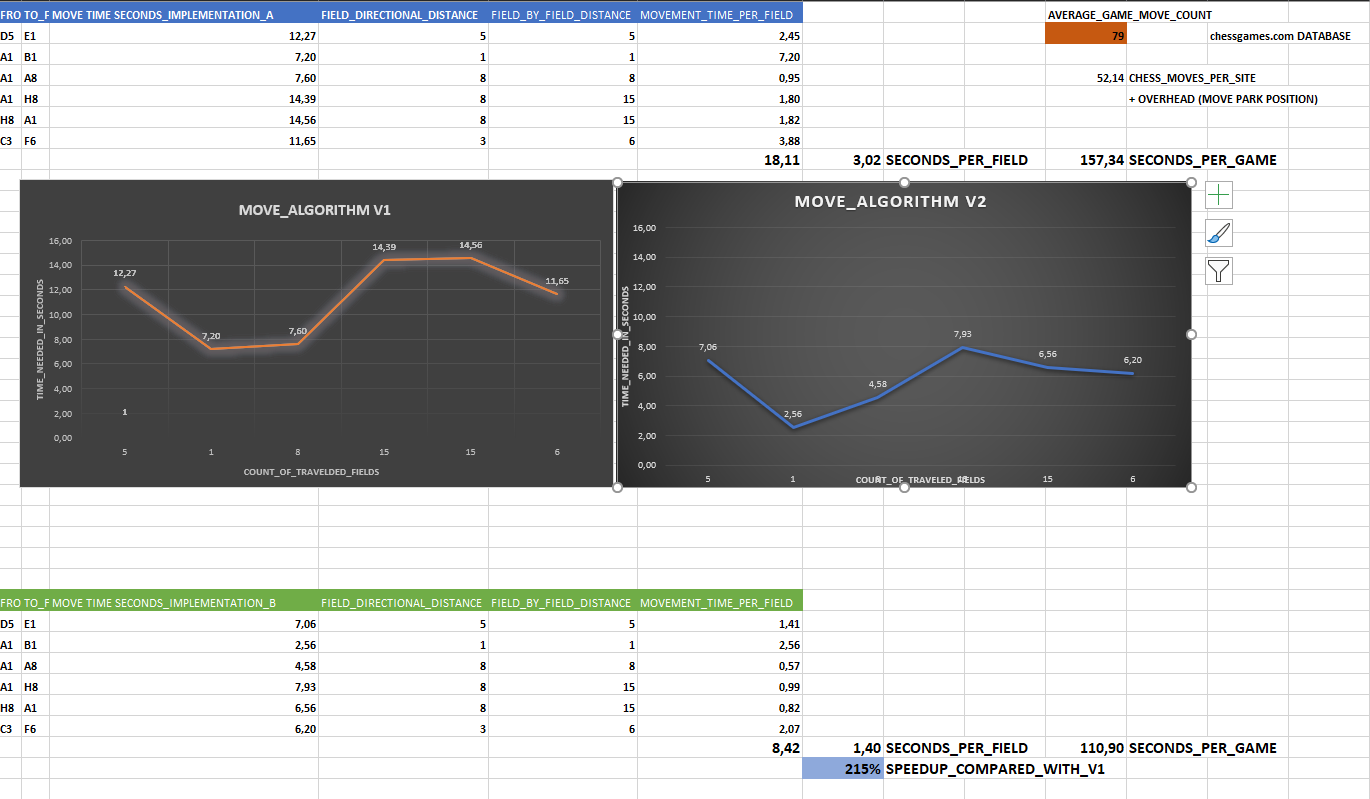 FRO TO_F MOVE TIME SECONDS_IMPLEMENTATION_A FIELD_DIRECTIONAL_DISTANCE FIELD_BY_FIELD_DISTANCE MOVEMENT_TIME_PER_FIELD AVERAGE_GAME_MOVE_COUNT
D5 E1 12,27 5 5 2,45 79 chessgames.com DATABASE
A1 B1 7,20 1 1 7,20
A1 A8 7,60 8 8 0,95 52,14 CHESS_MOVES_PER_SITE
A1 H8 14,39 8 15 1,80 + OVERHEAD (MOVE PARK POSITION)
H8 A1 14,56 8 15 1,82
C3 F6 11,65 3 6 3,88
18,11 3,02 SECONDS_PER_FIELD 157,34 SECONDS_PER_GAME
MOVE_ALGORITHM V1
16,00
14,00
12,00
10,00
8,00
6,00
4,00
2,00
0,00
TIME_NEEDED_IN_SECONDS
12,27
7,20
7,60
14,39
14,56
11,65
1
5 1 8 15 15 6
COUNT_OF_TRAVELDED_FIELDS
MOVE_ALGORITHM V2
16,00
14,00
12,00
10,00
8,00
6,00
4,00
2,00
0,00
TIME_NEEDED_IN_SECONDS
7,06
2,56
4,58
7,93
6,56
6,20
5 1 8 15 15 6
COUNT_OF_TRAVELED_FIELDS
FRO TO_F MOVE TIME SECONDS_IMPLEMENTATION_B FIELD_DIRECTIONAL_DISTANCE FIELD_BY_FIELD_DISTANCE MOVEMENT_TIME_PER_FIELD
D5 E1 7,06 5 5 1,41
A1 B1 2,56 1 1 2,56
A1 A8 4,58 8 8 0,57
A1 H8 7,93 8 15 0,99
H8 A1 6,56 8 15 0,82
C3 F6 6,20 3 6 2,07
8,42 1,40 SECONDS_PER_FIELD 110,90 SECONDS_PER_GAME
215% SPEEDUP_COMPARED_WITH_V1